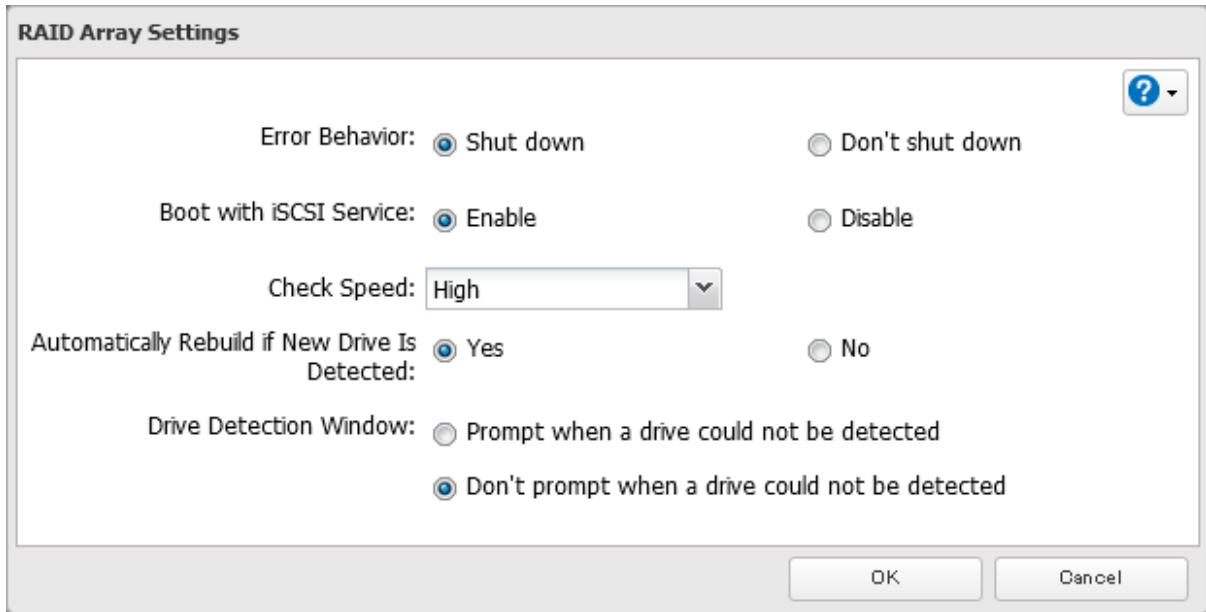 RAID Array Settings
?
Error Behavior: Shut down Don't shut down
Boot with iSCSI Service: Enable Disable
Check Speed: High
Automatically Rebuild if New Drive Is Yes No
Detected:
Drive Detection Window: Prompt when a drive could not be detected
Don't prompt when a drive could not be detected
OK Cancel